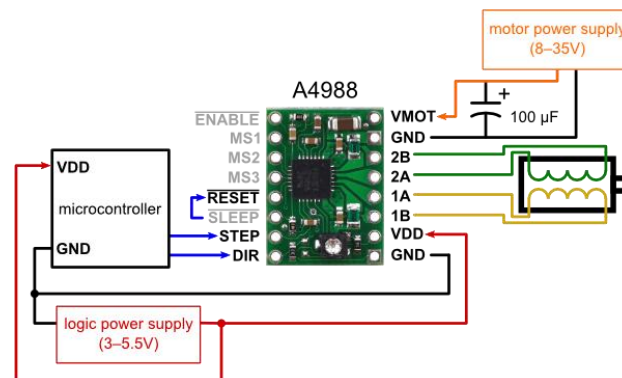 motor power supply
(8–35V)
A4988
+
100 µF
ENABLE
MS1
MS2
MS3
RESET
SLEEP
STEP
DIR
VMOT
GND
2B
2A
1A
1B
VDD
GND
VDD
microcontroller
GND
logic power supply
(3–5.5V)